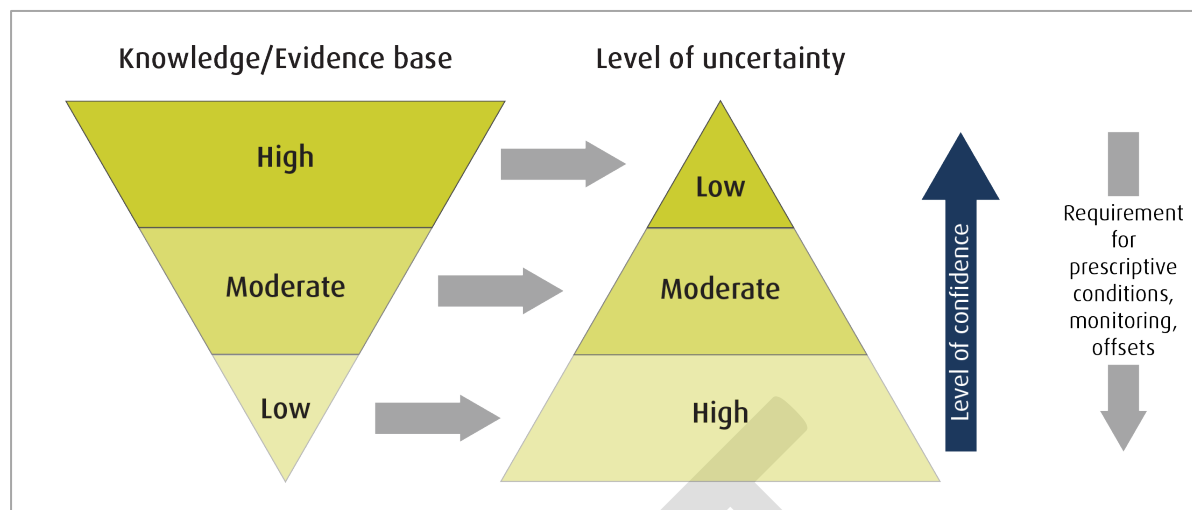 Knowledge/Evidence base
Level of uncertainty
High
Low
Moderate
Moderate
Low
High
Level of confidence
Requirement
for
prescriptive
conditions,
monitoring,
offsets